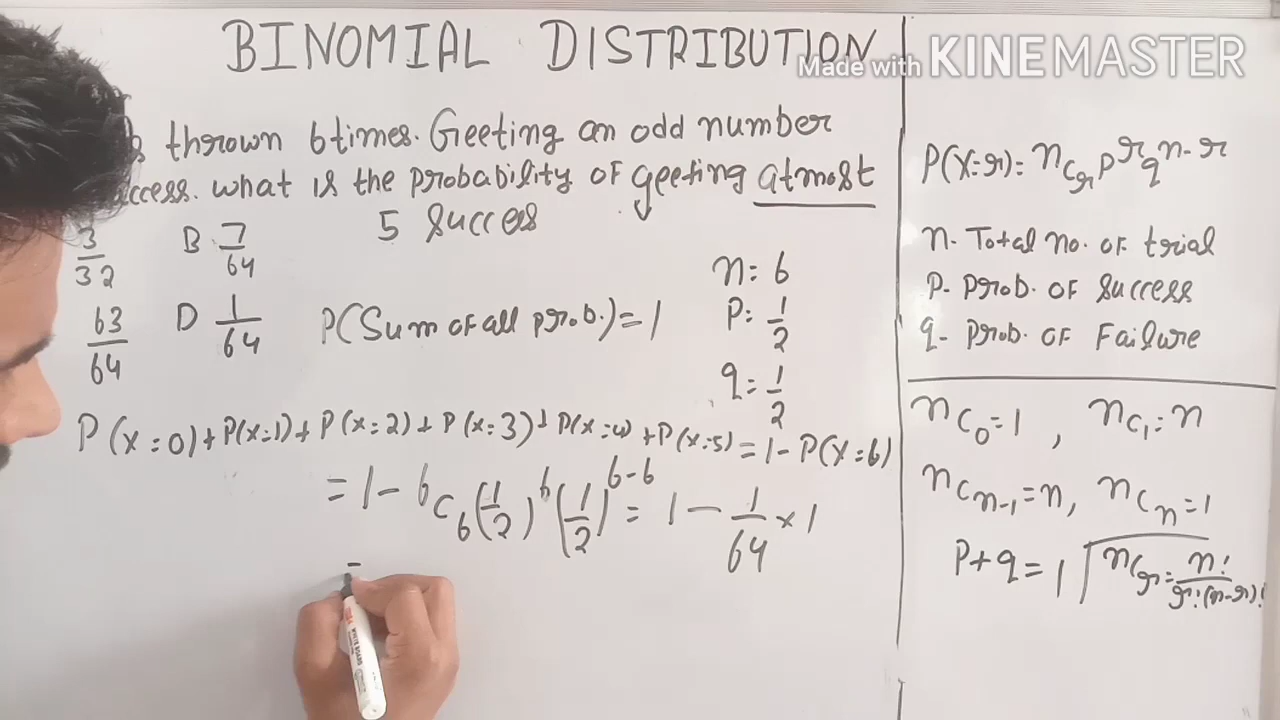 BINOMIAL DISTRIBUTION
Made with KINEMASTER
thrown 6 times. Greeting an odd number
success. what is the probability of geeting atmost
5 Succes
3/32 B 7/64
63/64 D 1/64
P(Sum of all prob.) = 1
n = 6
P = 1/2
q = 1/2
P(x=0) + P(x=1) + P(x=2) + P(x=3) + P(x=4) + P(x=5) = 1 - P(x=6)
= 1 - 6C6 (1/2)^6 (1/2)^6-6 = 1 - 1/64 × 1
=
P(X=r) = nCr P^r q^n-r
n. Total no. of trial
P. Prob. of Success
q- Prob. of Failure
nC0 = 1, nC1 = n
nCn-1 = n, nCn = 1
P + q = 1
nCr = n!/r!(n-r)!